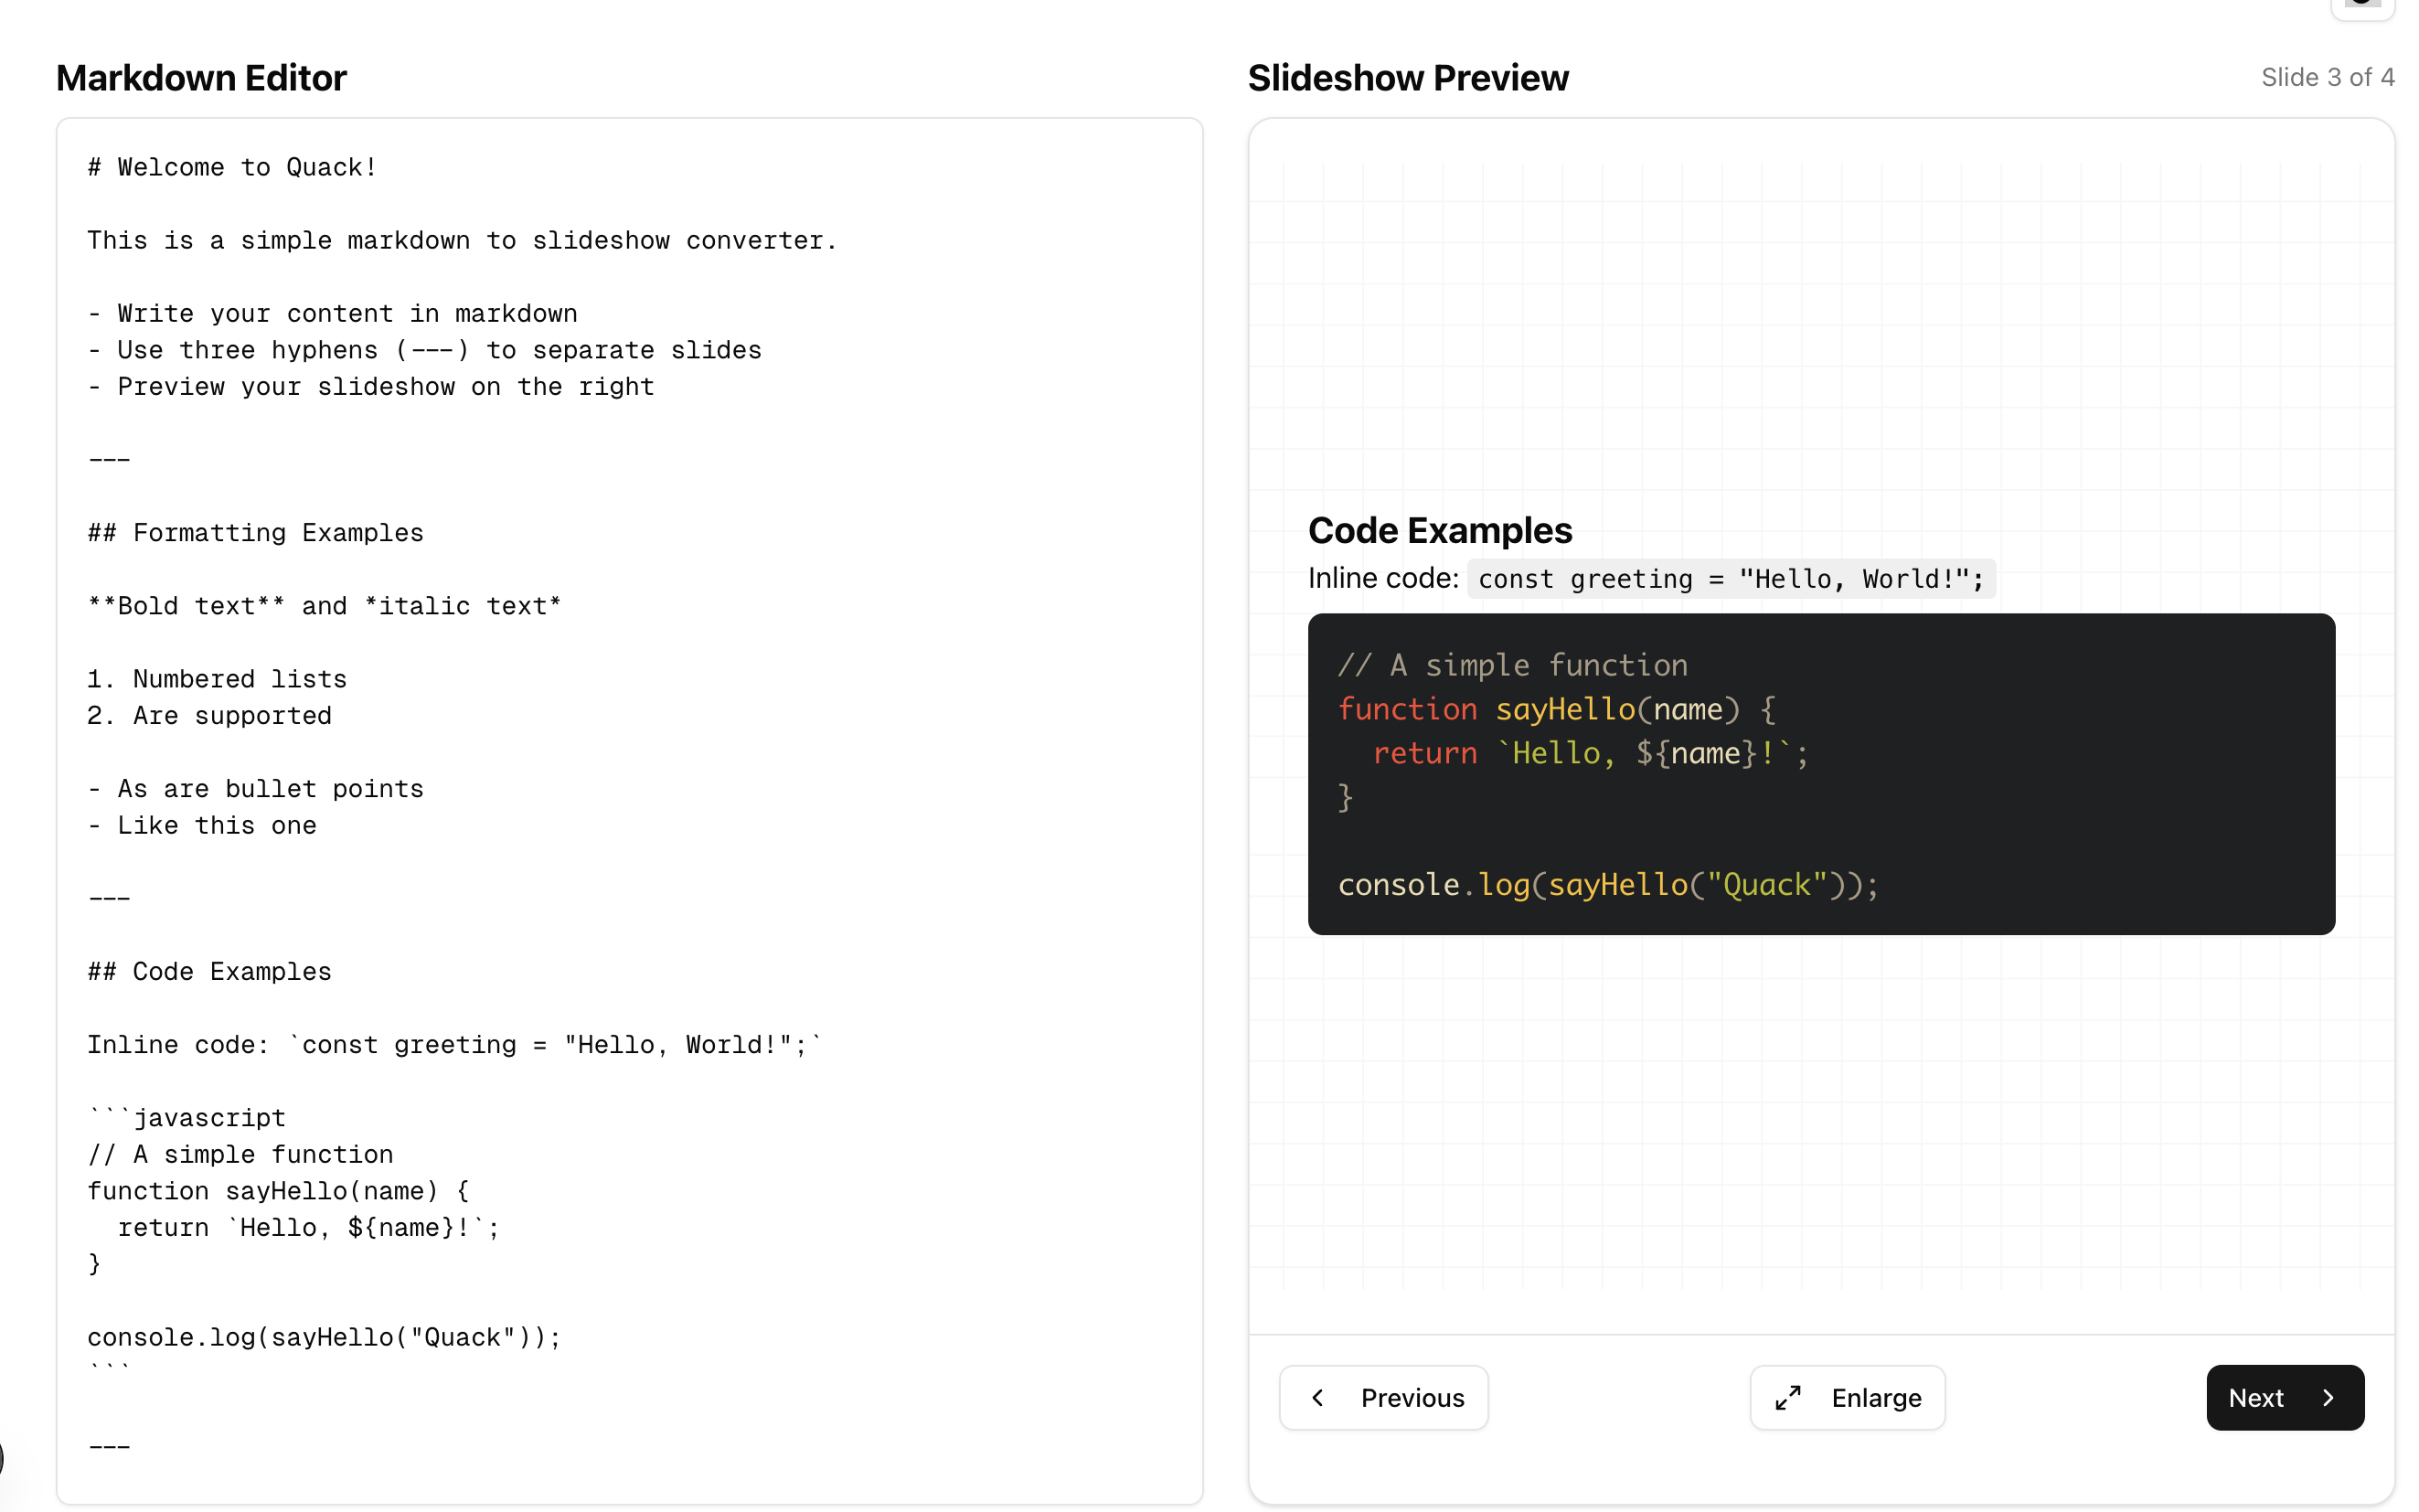 Markdown Editor
# Welcome to Quack!
This is a simple markdown to slideshow converter.
- Write your content in markdown
- Use three hyphens (---) to separate slides
- Preview your slideshow on the right
---
## Formatting Examples
**Bold text** and *italic text*
1. Numbered lists
2. Are supported
- As are bullet points
- Like this one
---
## Code Examples
Inline code: `const greeting = "Hello, World!";`
```javascript
// A simple function
function sayHello(name) {
  return `Hello, ${name}!`;
}
console.log(sayHello("Quack"));
```
---
Slideshow Preview
Slide 3 of 4
Code Examples
Inline code: const greeting = "Hello, World!";
// A simple function
function sayHello(name) {
  return `Hello, ${name}!`;
}
console.log(sayHello("Quack"));
Previous
Enlarge
Next